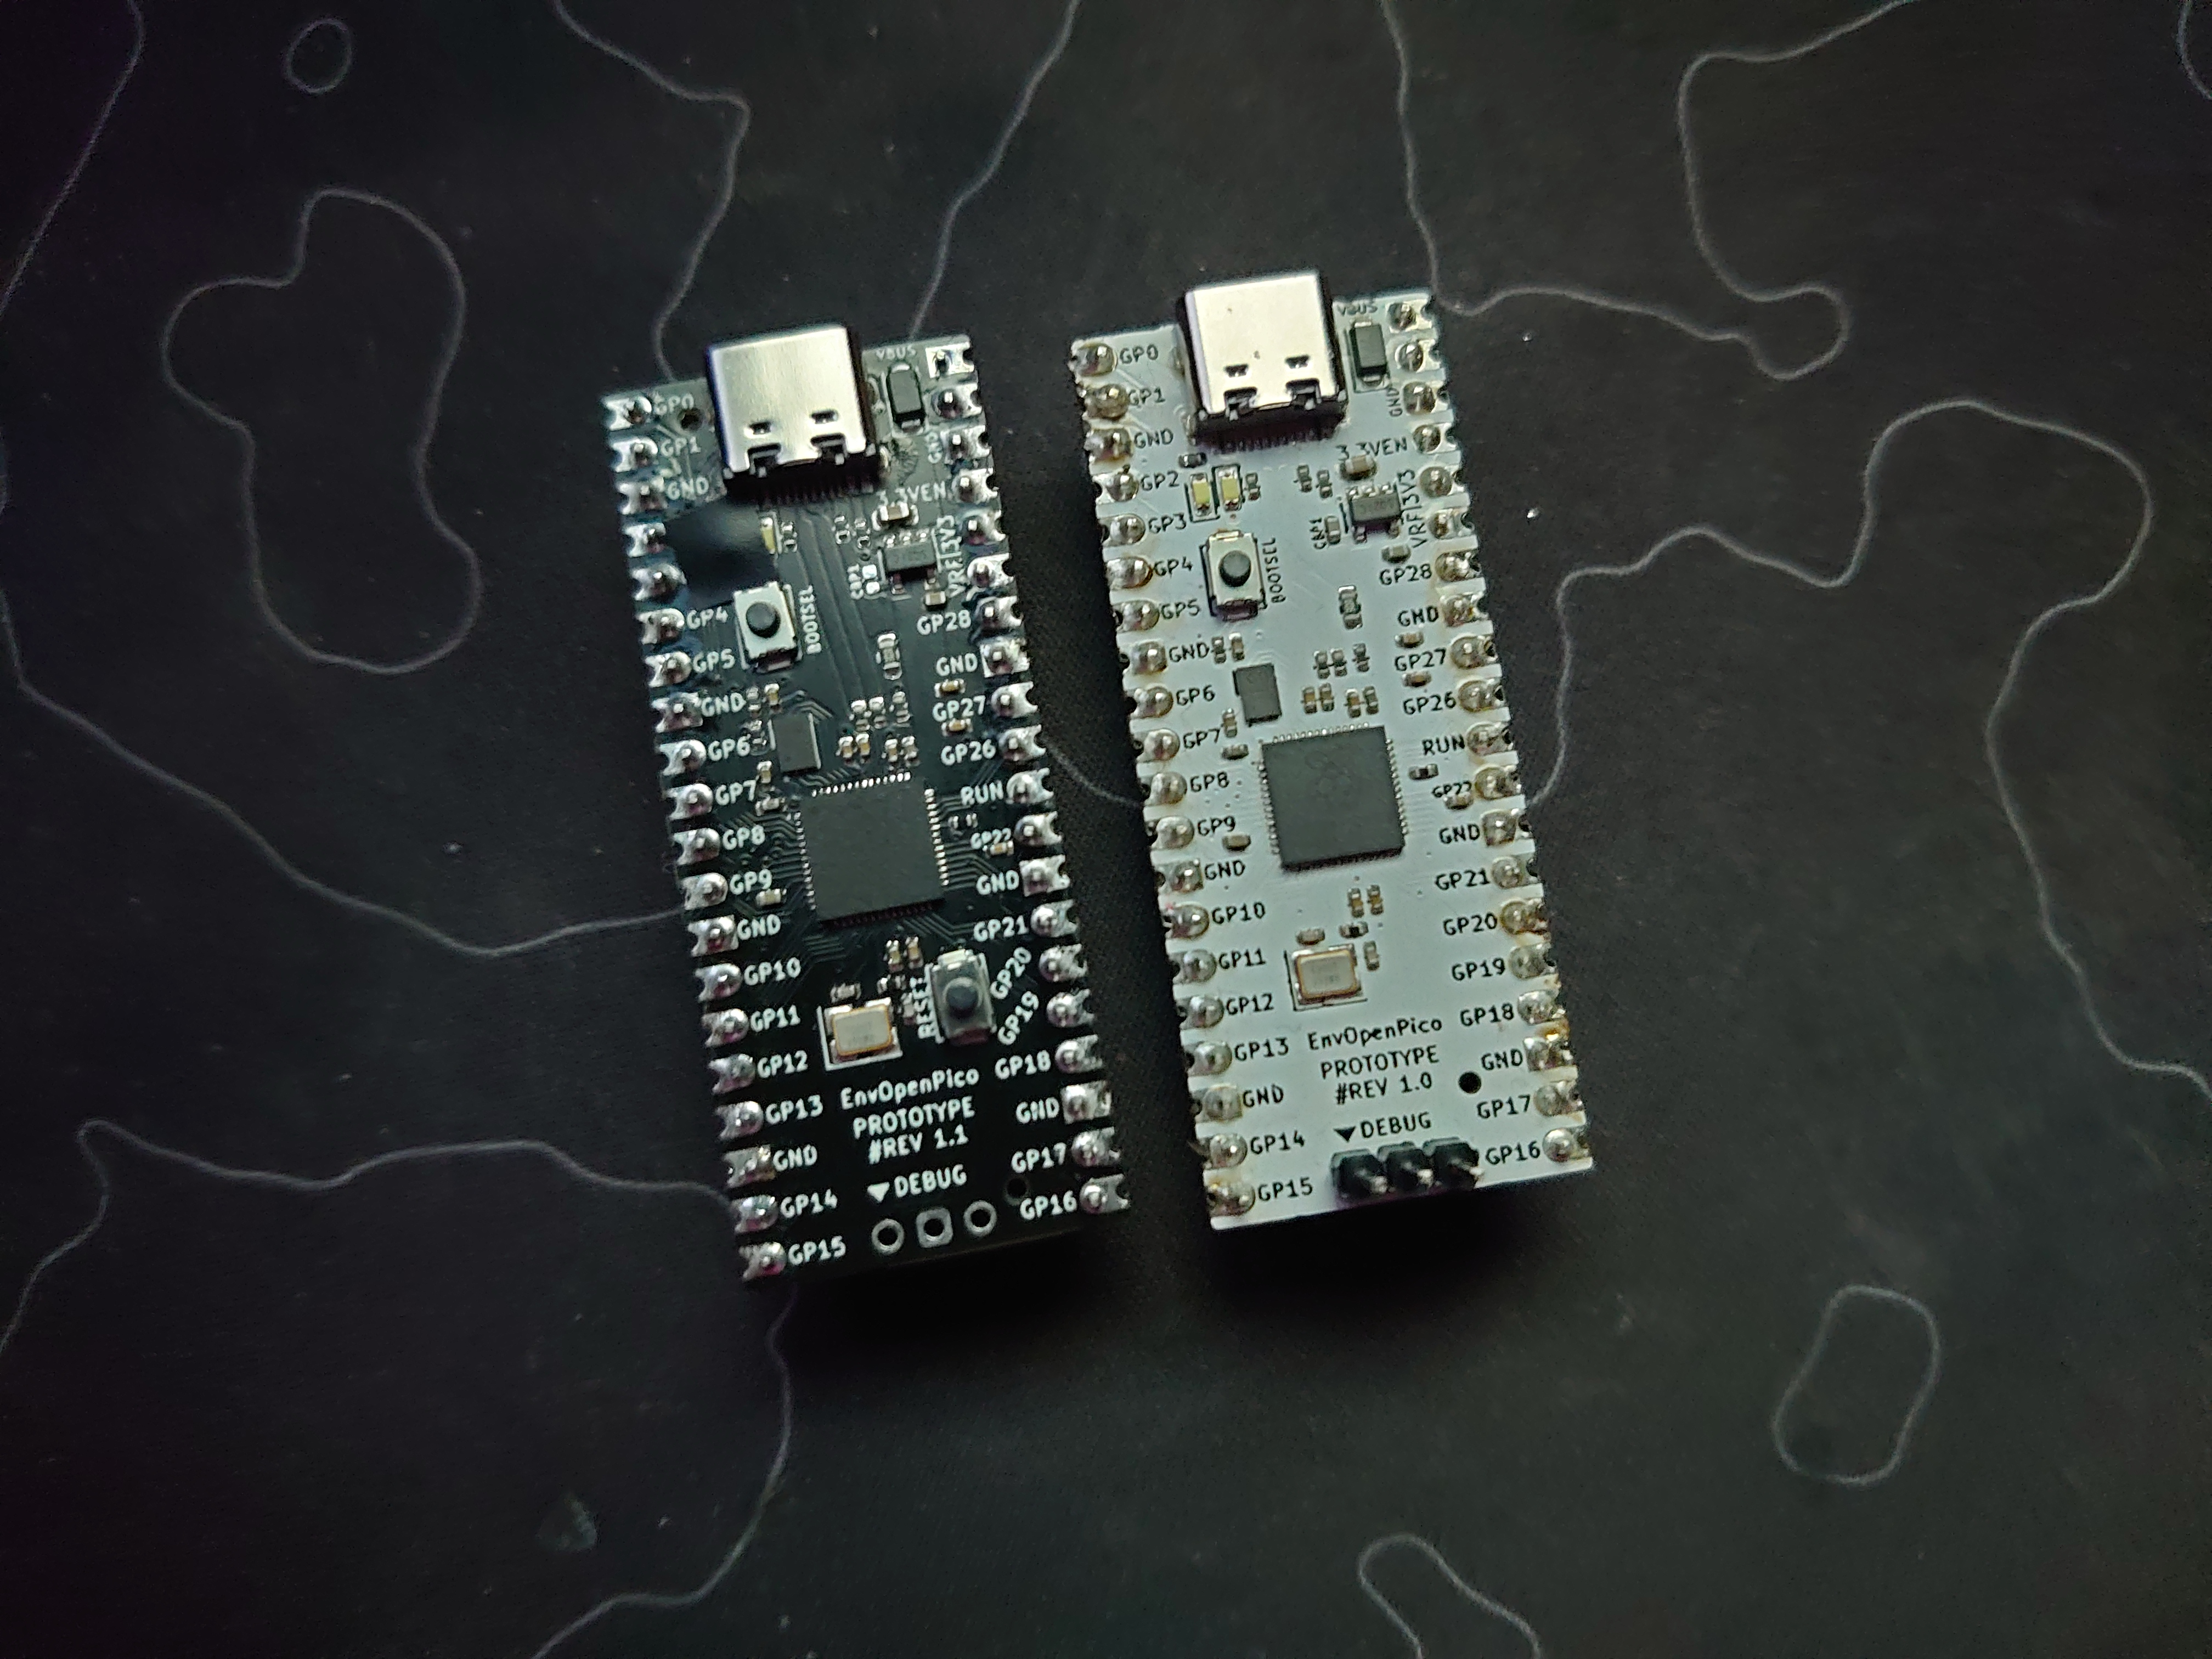 GP0
GP1
GND
GP4
GP5
GND
GP6
GP7
GP8
GP9
GND
GP10
GP11
GP12
GP13
GND
GP14
GP15
BOOTSEL
VBUS
GND
3.3VEN
VRF
3V3
GP28
GND
GP27
GP26
RUN
GP22
GND
GP21
GP20
GP19
GP18
GND
GP17
GP16
RESET
EnvOpenPico
PROTOTYPE
#REV 1.1
DEBUG
GP0
GP1
GND
GP2
GP3
GP4
GP5
GND
GP6
GP7
GP8
GP9
GND
GP10
GP11
GP12
GP13
GND
GP14
GP15
BOOTSEL
VBUS
GND
3.3VEN
VRF
3V3
GP28
GND
GP27
GP26
RUN
GP22
GND
GP21
GP20
GP19
GP18
GND
GP17
GP16
EnvOpenPico
PROTOTYPE
#REV 1.0
DEBUG